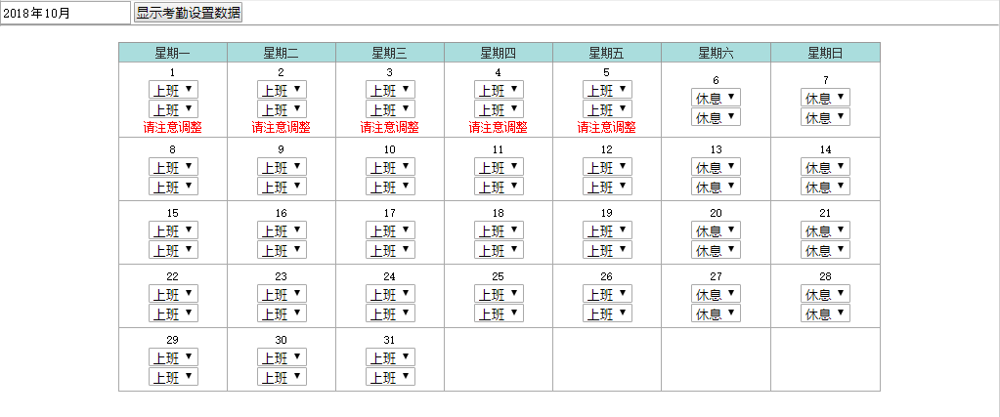 2018年10月 显示考勤设置数据
星期一 星期二 星期三 星期四 星期五 星期六 星期日
1 2 3 4 5 6 7
上班 上班 上班 上班 上班 休息 休息
上班 上班 上班 上班 上班 休息 休息
请注意调整 请注意调整 请注意调整 请注意调整 请注意调整
8 9 10 11 12 13 14
上班 上班 上班 上班 上班 休息 休息
上班 上班 上班 上班 上班 休息 休息
15 16 17 18 19 20 21
上班 上班 上班 上班 上班 休息 休息
上班 上班 上班 上班 上班 休息 休息
22 23 24 25 26 27 28
上班 上班 上班 上班 上班 休息 休息
上班 上班 上班 上班 上班 休息 休息
29 30 31
上班 上班 上班
上班 上班 上班